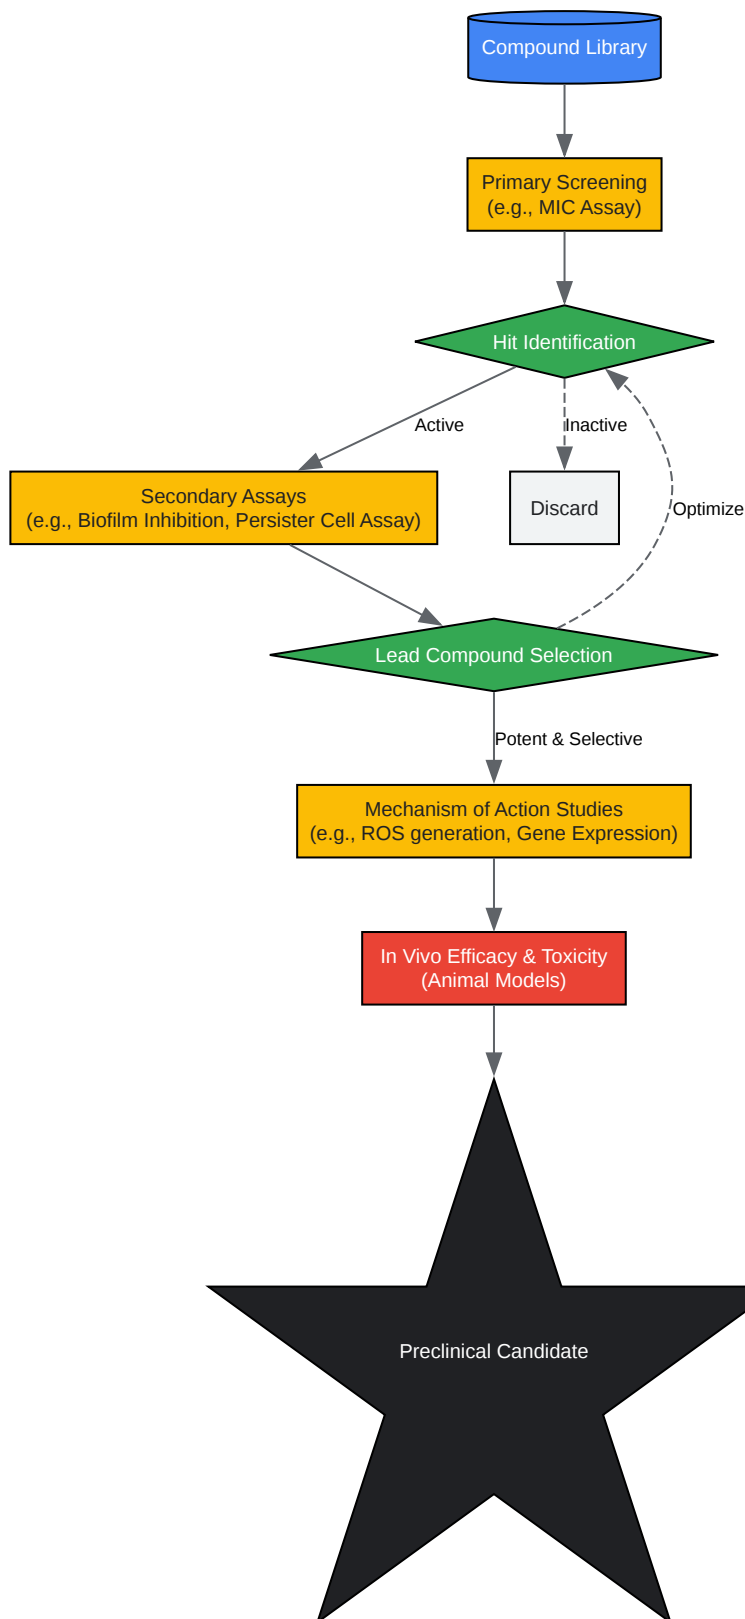 Compound Library
Primary Screening
(e.g., MIC Assay)
Hit Identification
Active
Inactive
Secondary Assays
(e.g., Biofilm Inhibition, Persister Cell Assay)
Discard
Optimize
Lead Compound Selection
Potent & Selective
Mechanism of Action Studies
(e.g., ROS generation, Gene Expression)
In Vivo Efficacy & Toxicity
(Animal Models)
Preclinical Candidate